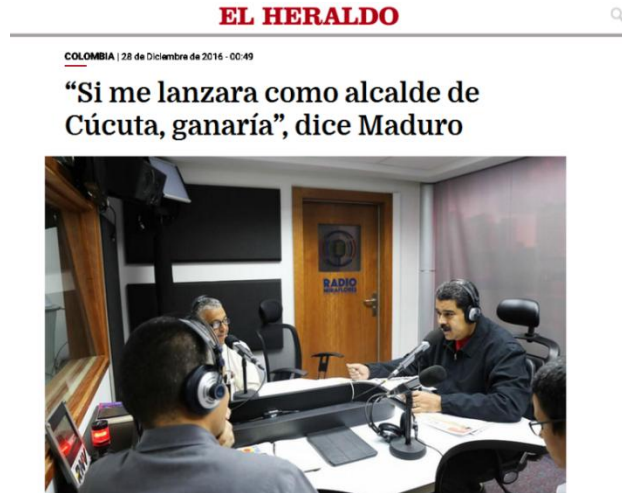 EL HERALDO
COLOMBIA | 28 de Diciembre de 2016 - 00:49
“Si me lanzara como alcalde de
Cúcuta, ganaría”, dice Maduro
RADIO
MIRAFLORES